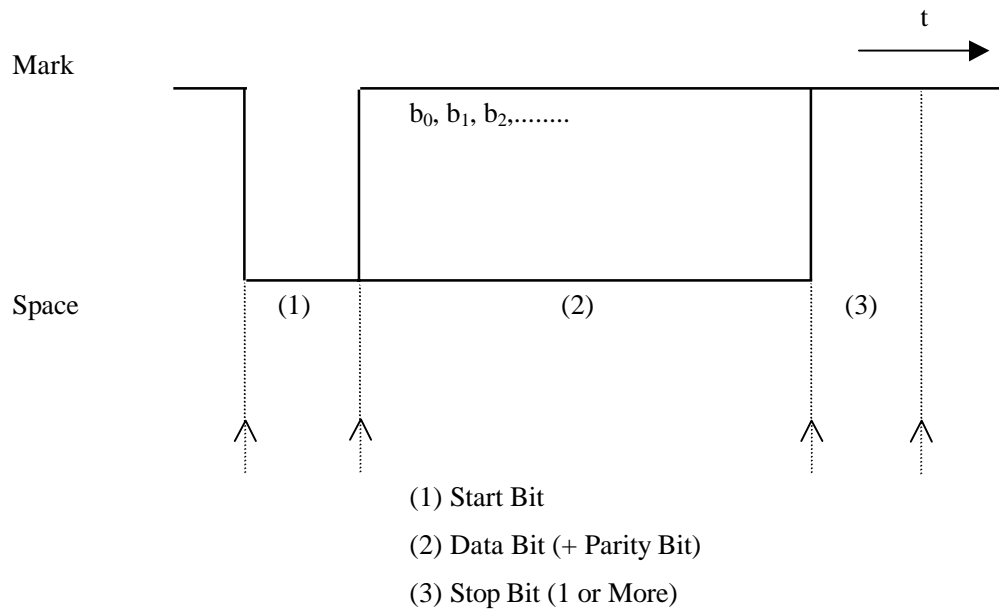 t
Mark
b₀, b₁, b₂,........
Space
(1)
(2)
(3)
(1) Start Bit
(2) Data Bit (+ Parity Bit)
(3) Stop Bit (1 or More)